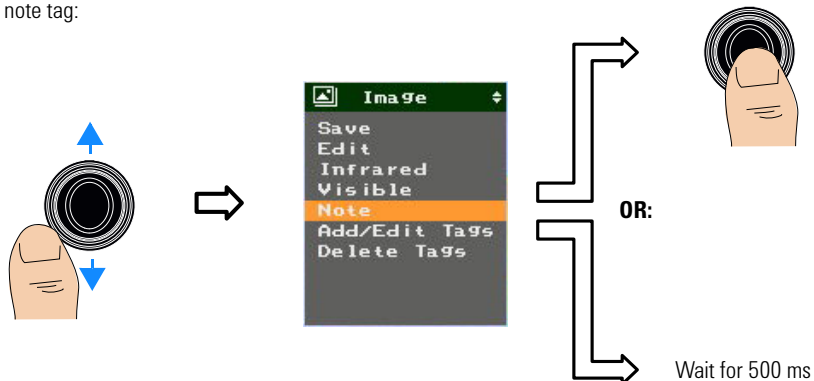 note tag:
Image
Save
Edit
Infrared
Visible
Note
Add/Edit Tags
Delete Tags
OR:
Wait for 500 ms